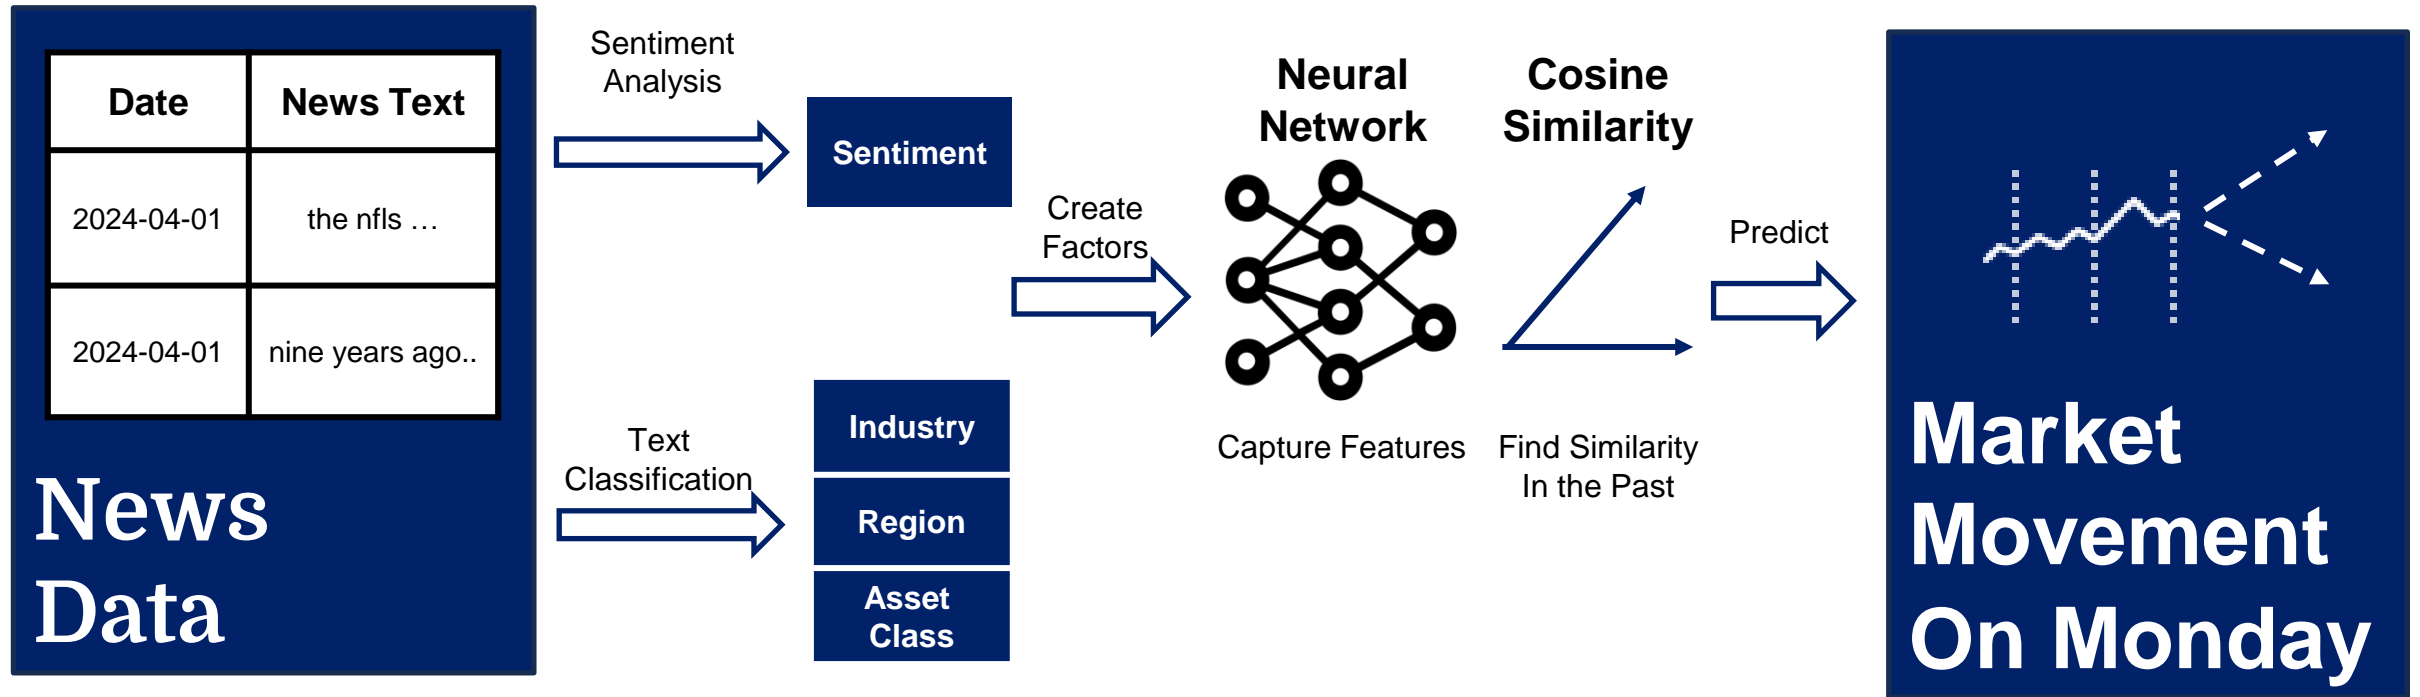 Date
News Text
2024-04-01
the nfls …
2024-04-01
nine years ago..
News
Data
Sentiment
Analysis
Sentiment
Text
Classification
Industry
Region
Asset
Class
Create
Factors
Neural
Network
Capture Features
Cosine
Similarity
Find Similarity
In the Past
Predict
Market
Movement
On Monday